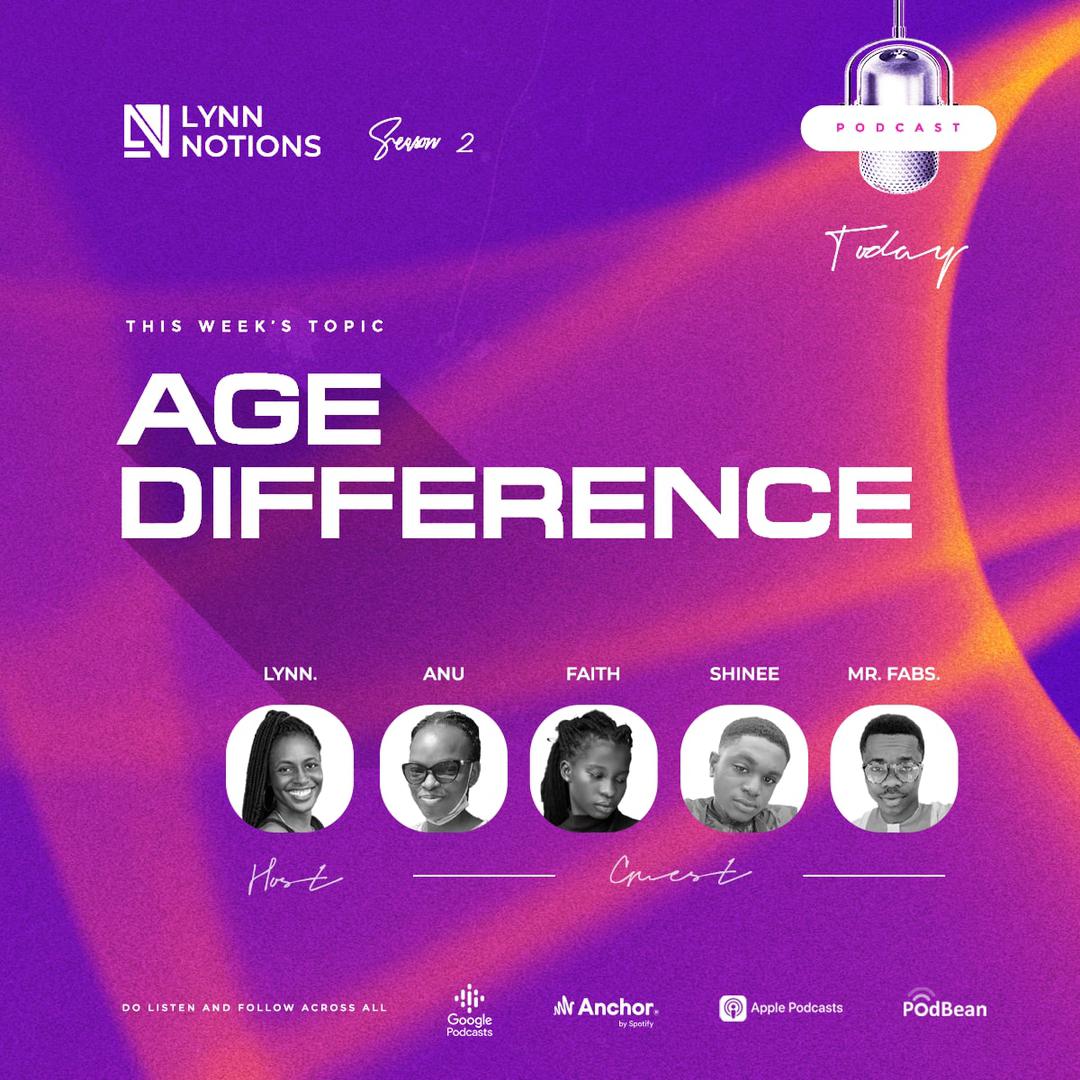 LYNN
NOTIONS
Season 2
PODCAST
Today
THIS WEEK'S TOPIC
AGE
DIFFERENCE
LYNN. ANU FAITH SHINEE MR. FABS.
Host Guest
DO LISTEN AND FOLLOW ACROSS ALL
Google
Podcasts
Anchor®
by Spotify
Apple Podcasts
PodBean